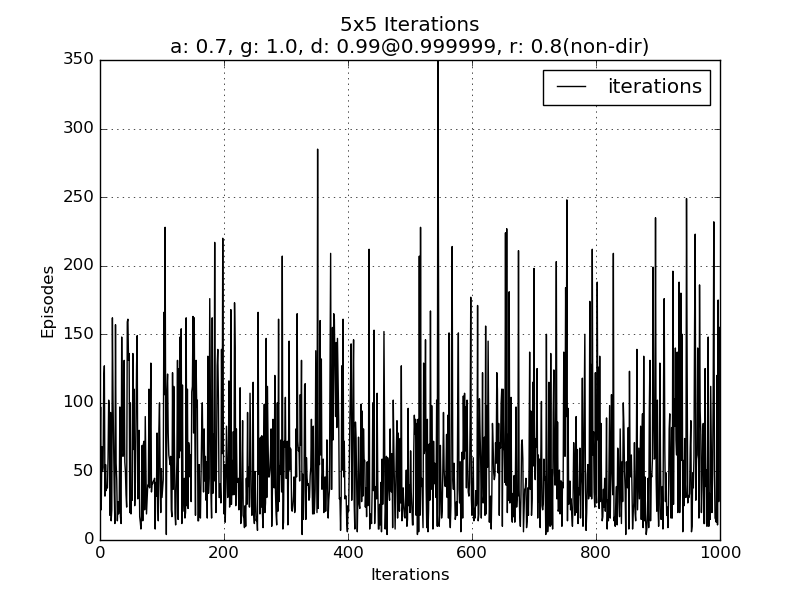 5x5 Iterations
a: 0.7, g: 1.0, d: 0.99@0.999999, r: 0.8(non-dir)
350
iterations
300
250
200
Episodes
150
100
50
0
0 200 400 600 800 1000
Iterations